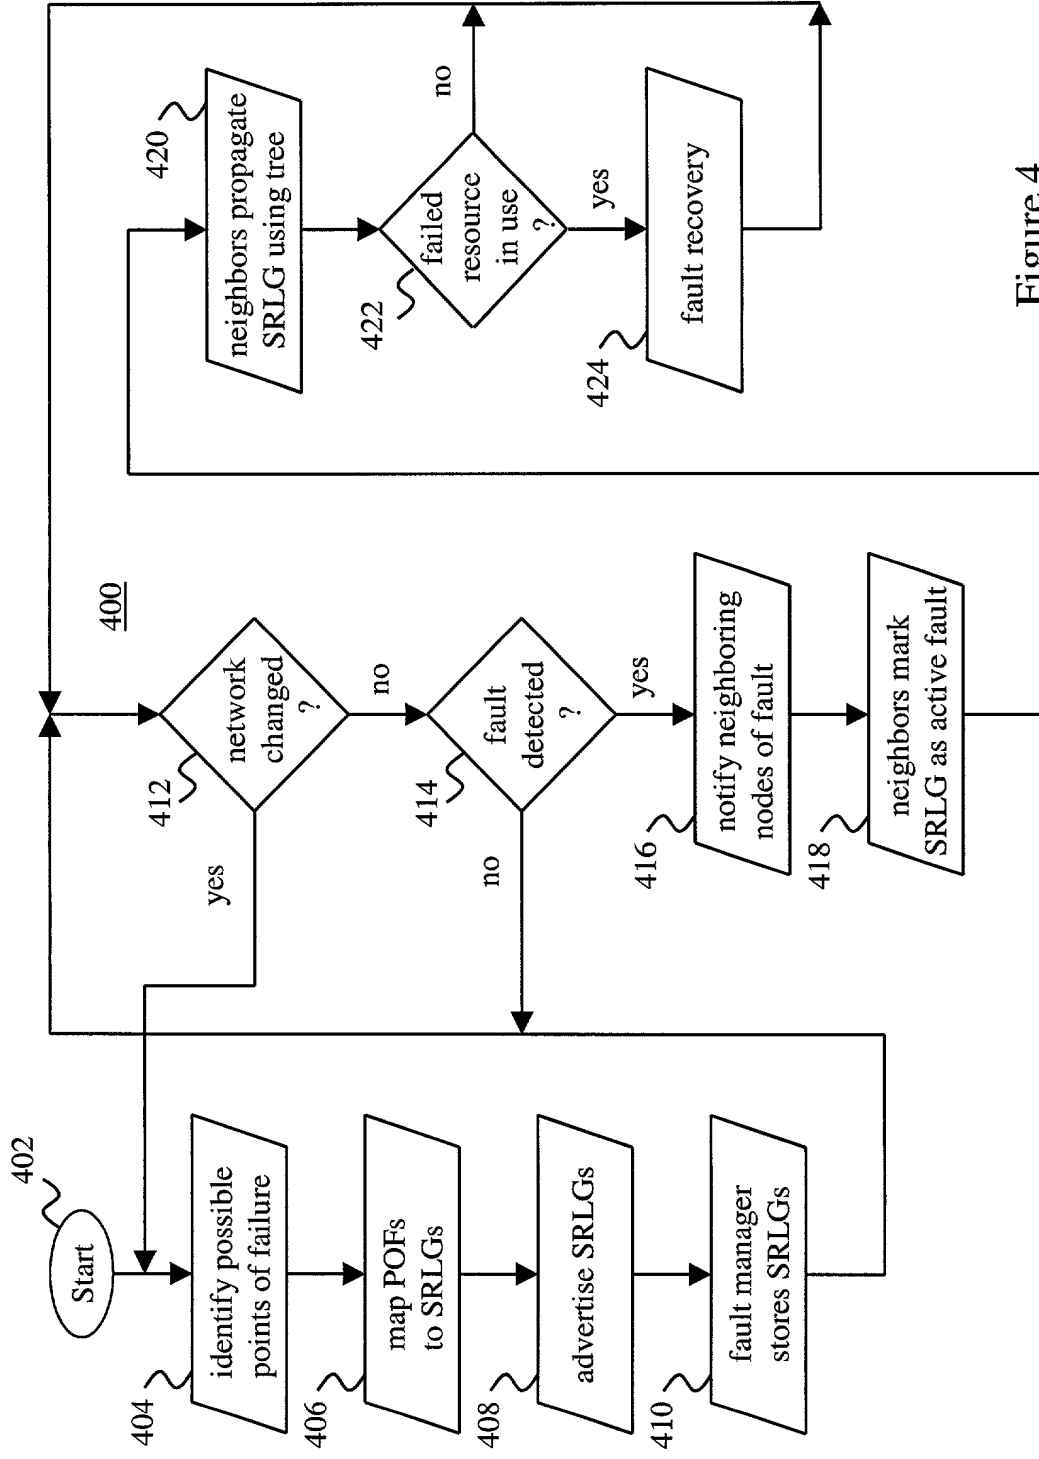 400
402
Start
404
identify possible
points of failure
406
map POFs
to SRLGs
408
advertise SRLGs
410
fault manager
stores SRLGs
412
network
changed
?
yes
no
414
fault
detected
?
no
yes
416
notify neighboring
nodes of fault
418
neighbors mark
SRLG as active fault
420
neighbors propagate
SRLG using tree
422
failed
resource
in use
?
no
yes
424
fault recovery
Figure 4